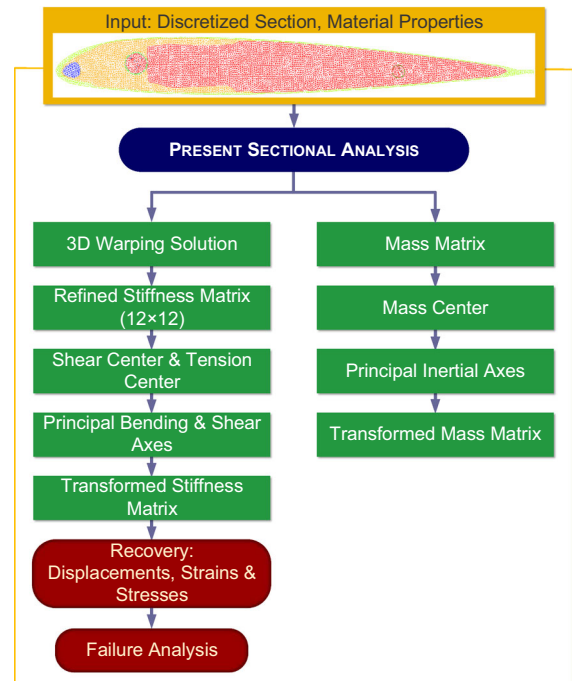 Input: Discretized Section, Material Properties
PRESENT SECTIONAL ANALYSIS
3D Warping Solution
Refined Stiffness Matrix
(12×12)
Shear Center & Tension
Center
Principal Bending & Shear
Axes
Transformed Stiffness
Matrix
Recovery:
Displacements, Strains &
Stresses
Failure Analysis
Mass Matrix
Mass Center
Principal Inertial Axes
Transformed Mass Matrix